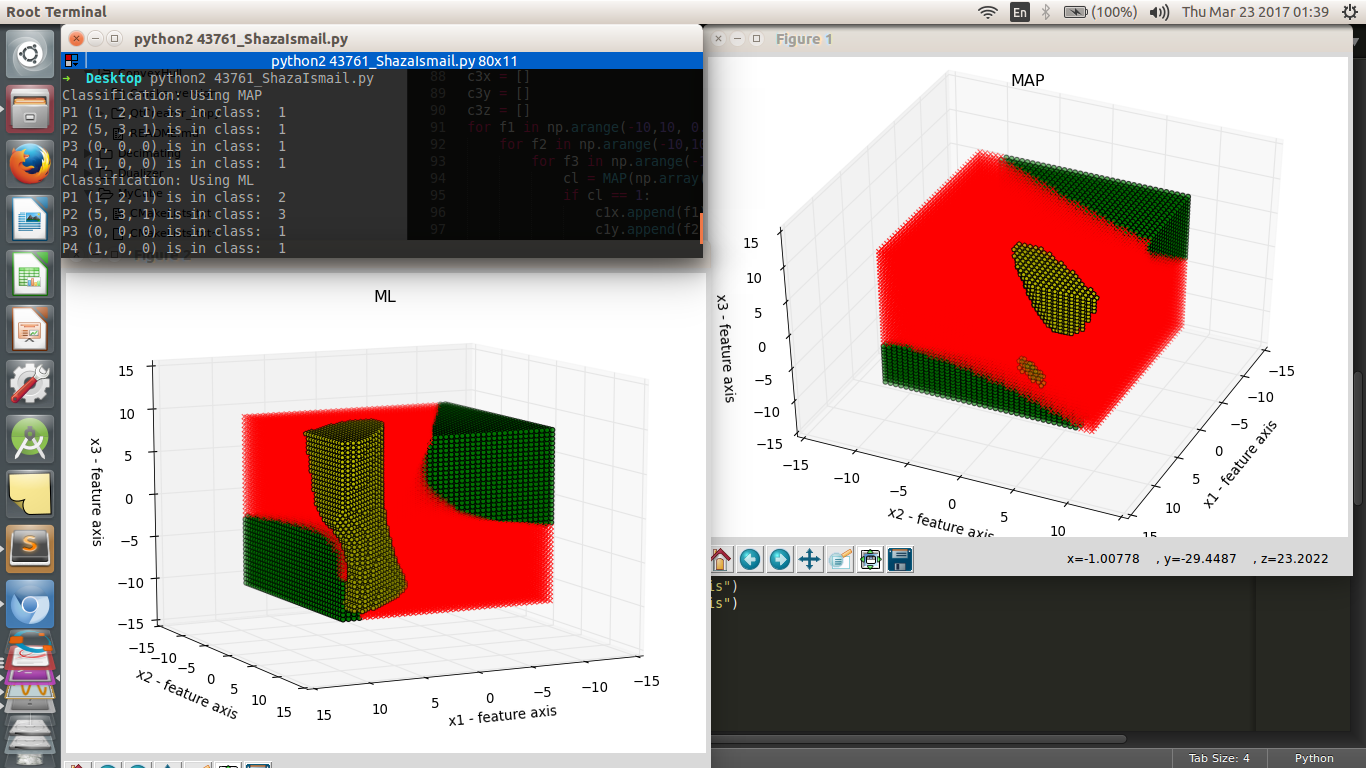 Root Terminal
En
(100%)
Thu Mar 23 2017 01:39
python2 43761_ShazaIsmail.py
python2 43761_ShazaIsmail.py 80x11
➜ Desktop python2 43761_ShazaIsmail.py
Classification: Using MAP
P1 (1, 2, 1) is in class: 1
P2 (5, 3, 1) is in class: 1
P3 (0, 0, 0) is in class: 1
P4 (1, 0, 0) is in class: 1
Classification: Using ML
P1 (1, 2, 1) is in class: 2
P2 (5, 3, 1) is in class: 3
P3 (0, 0, 0) is in class: 1
P4 (1, 0, 0) is in class: 1
88 c3x = []
89 c3y = []
90 c3z = []
91 for f1 in np.arange(-10,10, 0
92 for f2 in np.arange(-10,10
93 for f3 in np.arange(-
94 cl = MAP(np.array(
95 if cl == 1:
96 c1x.append(f1
97 c1y.append(f2
Figure 2
ML
15
10
5
0
−5
−10
−15
x3 - feature axis
−15
−10
−5
0
5
10
15
x2 - feature axis
15
10
5
0
−5
−10
−15
x1 - feature axis
Figure 1
MAP
15
10
5
0
−5
−10
−15
x3 - feature axis
−15
−10
−5
0
5
10
15
x2 - feature axis
−15
−10
−5
0
5
10
x1 - feature axis
x=-1.00778 , y=-29.4487 , z=23.2022
is")
is")
Tab Size: 4
Python